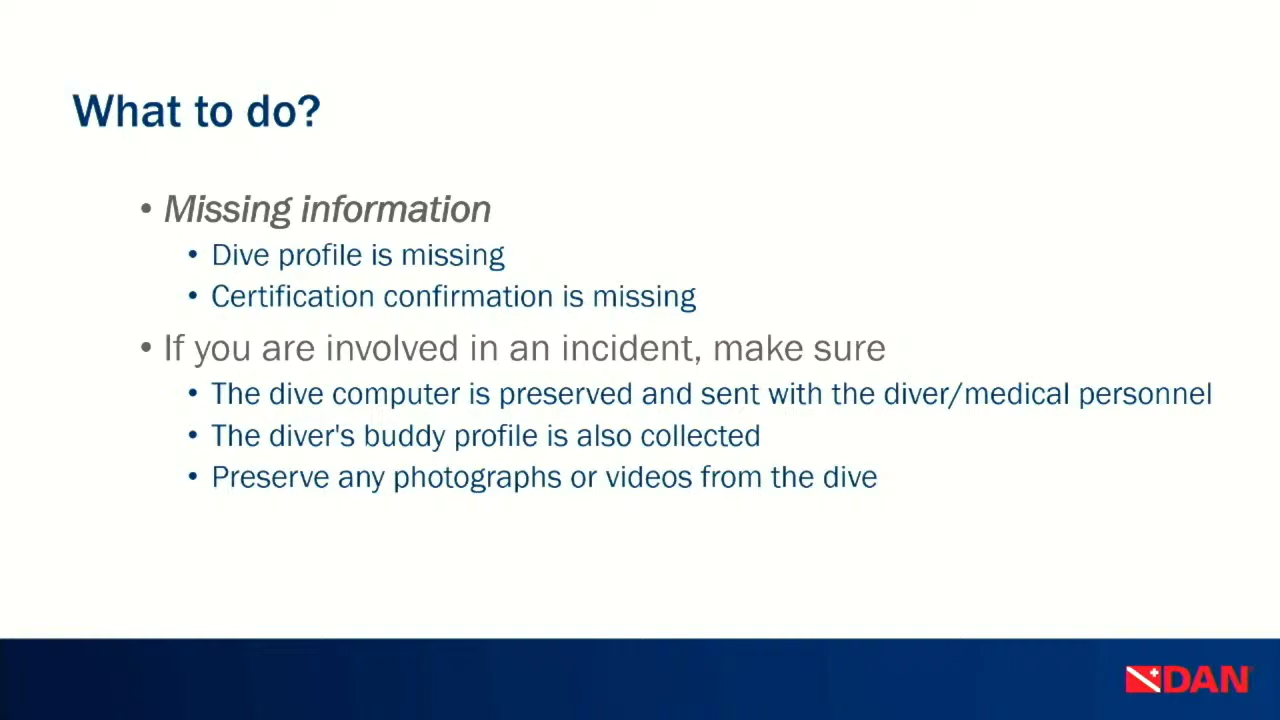 What to do?
• Missing information
• Dive profile is missing
• Certification confirmation is missing
• If you are involved in an incident, make sure
• The dive computer is preserved and sent with the diver/medical personnel
• The diver's buddy profile is also collected
• Preserve any photographs or videos from the dive
DAN